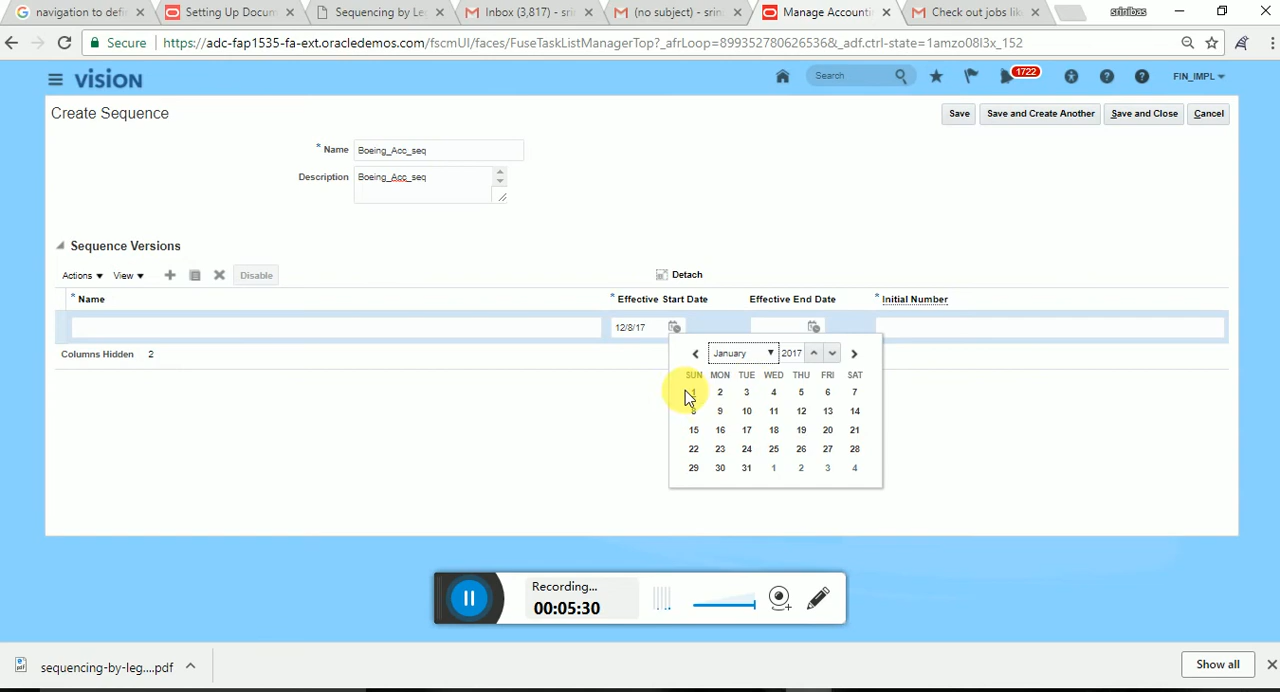 navigation to defi
Setting Up Docum
Sequencing by Le
Inbox (3,817) - sri
(no subject) - srin
Manage Accounti
Check out jobs lik
srinibas
Secure https://adc-fap1535-fa-ext.oracledemos.com/fscmUI/faces/FuseTaskListManagerTop?_afrLoop=89935278062653&_adf.ctrl-state=1amzo08l3x_152
VISION
Search
1722
FIN_IMPL
Create Sequence
Save
Save and Create Another
Save and Close
Cancel
* Name Boeing_Acc_seq
Description Boeing_Acc_seq
Sequence Versions
Actions View Disable Detach
* Name * Effective Start Date Effective End Date * Initial Number
12/8/17
Columns Hidden 2
January 2017
SUN MON TUE WED THU FRI SAT
1 2 3 4 5 6 7
8 9 10 11 12 13 14
15 16 17 18 19 20 21
22 23 24 25 26 27 28
29 30 31 1 2 3 4
Recording...
00:05:30
sequencing-by-leg....pdf
Show all